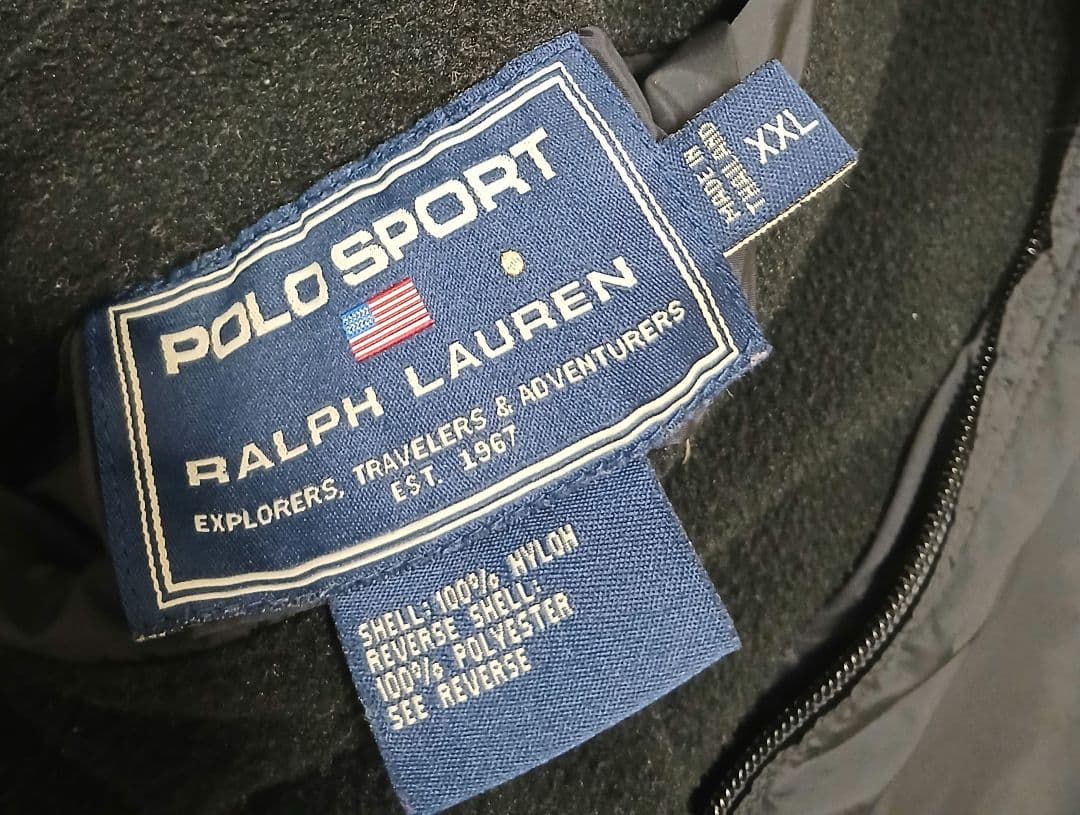 POLO SPORT
RALPH LAUREN
EXPLORERS, TRAVELERS & ADVENTURERS
EST. 1967
XXL
MADE IN
THAILAND
SHELL: 100% NYLON
REVERSE SHELL:
100% POLYESTER
SEE REVERSE